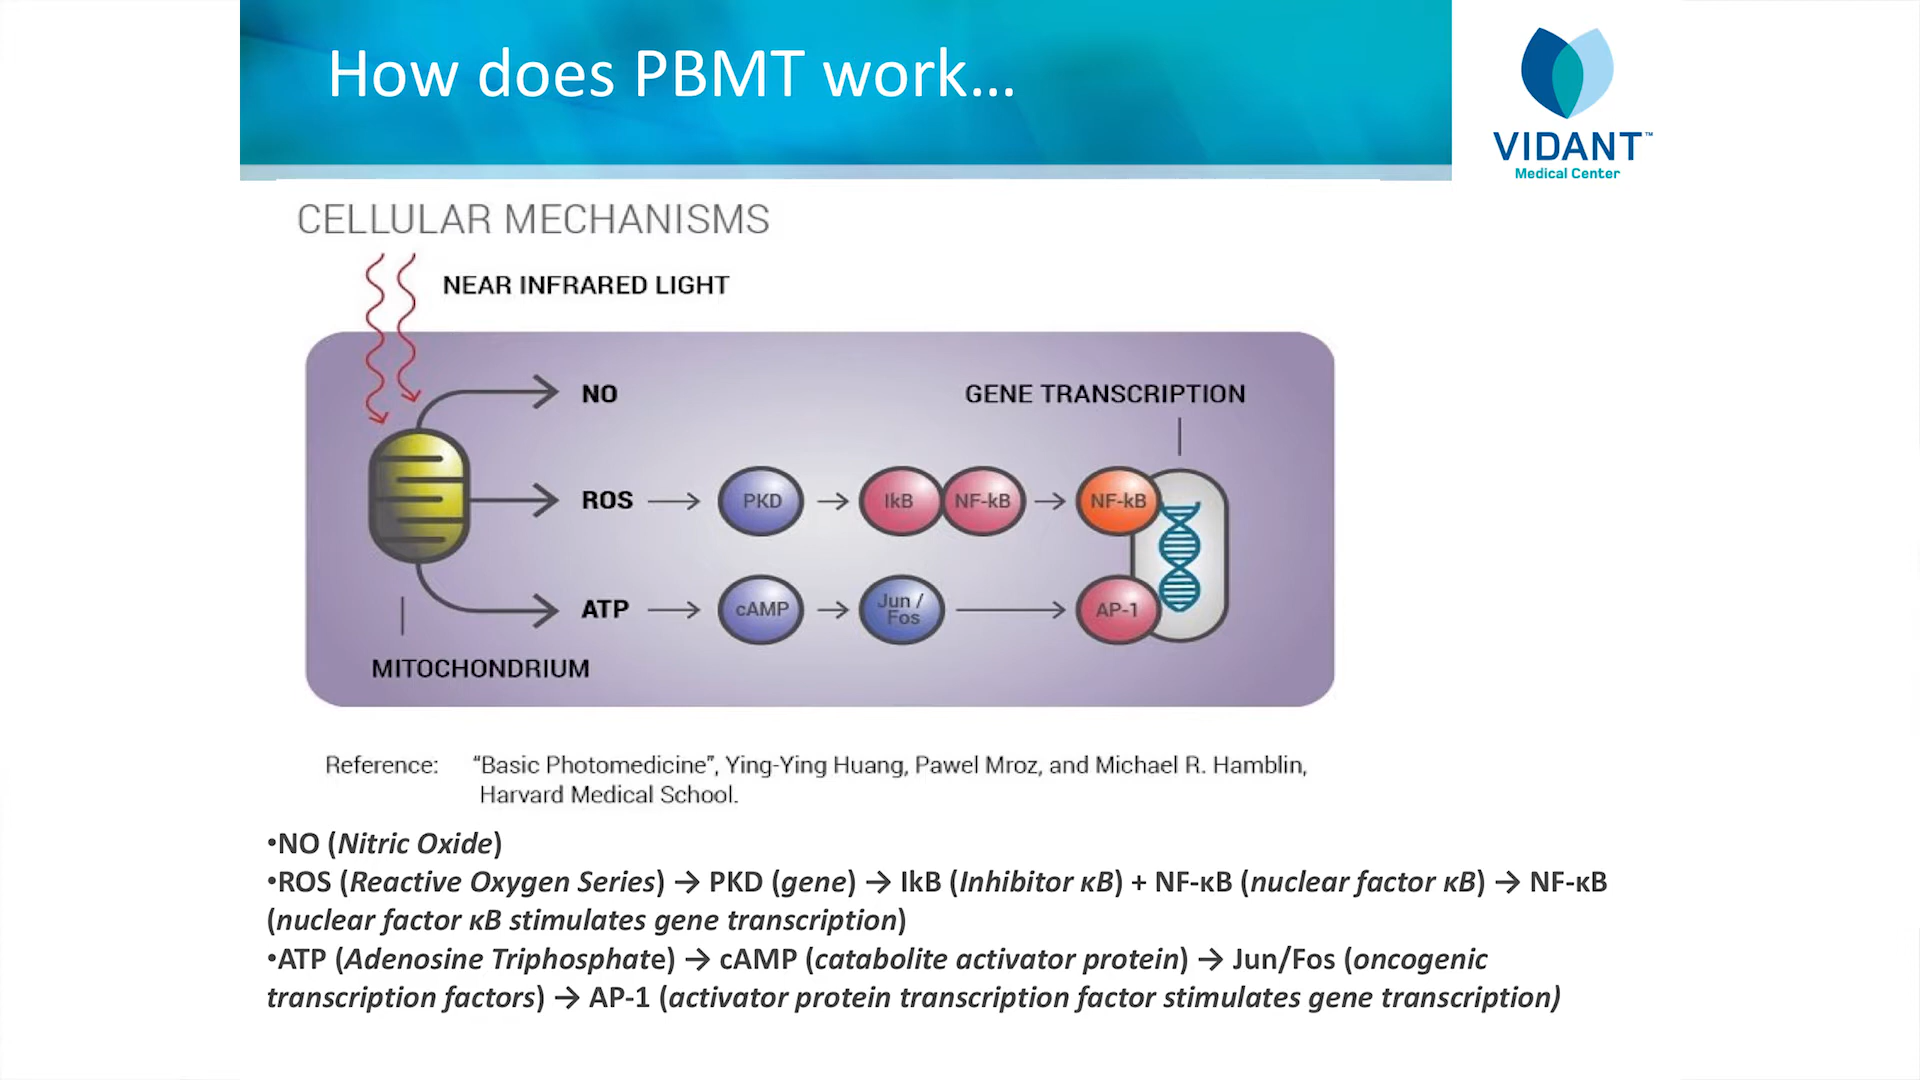 How does PBMT work...
VIDANT™
Medical Center
CELLULAR MECHANISMS
NEAR INFRARED LIGHT
NO
GENE TRANSCRIPTION
ROS
PKD
IkB
NF-kB
NF-kB
ATP
cAMP
Jun /
Fos
AP-1
MITOCHONDRIUM
Reference: “Basic Photomedicine”, Ying-Ying Huang, Pawel Mroz, and Michael R. Hamblin,
Harvard Medical School.
•NO (Nitric Oxide)
•ROS (Reactive Oxygen Series) → PKD (gene) → IkB (Inhibitor κB) + NF-κB (nuclear factor κB) → NF-κB
(nuclear factor κB stimulates gene transcription)
•ATP (Adenosine Triphosphate) → cAMP (catabolite activator protein) → Jun/Fos (oncogenic
transcription factors) → AP-1 (activator protein transcription factor stimulates gene transcription)